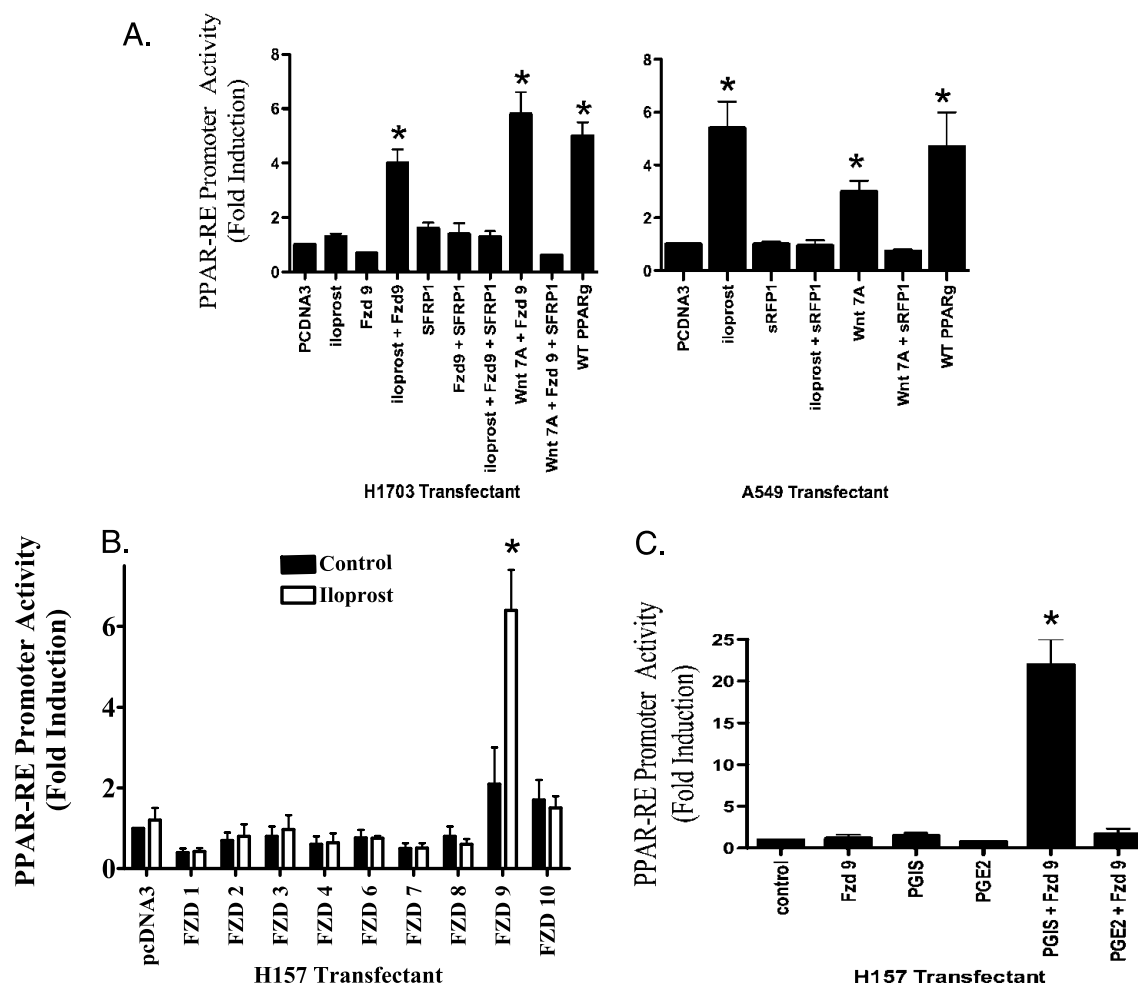 A.
PPAR-RE Promoter Activity
(Fold Induction)
8
6
4
2
0
PCDNA3
iloprost
Fzd 9
iloprost + Fzd9
SFRP1
Fzd9 + SFRP1
iloprost + Fzd9 + SFRP1
Wnt 7A + Fzd 9
Wnt 7A + Fzd 9 + SFRP1
WT PPARg
*
*
*
H1703 Transfectant
8
6
4
2
0
PCDNA3
iloprost
sRFP1
iloprost + sRFP1
Wnt 7A
Wnt 7A + sRFP1
WT PPARg
*
*
*
A549 Transfectant
B.
PPAR-RE Promoter Activity
(Fold Induction)
Control
Iloprost
*
6
4
2
0
pcDNA3
FZD 1
FZD 2
FZD 3
FZD 4
FZD 6
FZD 7
FZD 8
FZD 9
FZD 10
H157 Transfectant
C.
PPAR-RE Promoter Activity
(Fold Induction)
*
25
20
15
10
5
0
control
Fzd 9
PGIS
PGE2
PGIS + Fzd 9
PGE2 + Fzd 9
H157 Transfectant